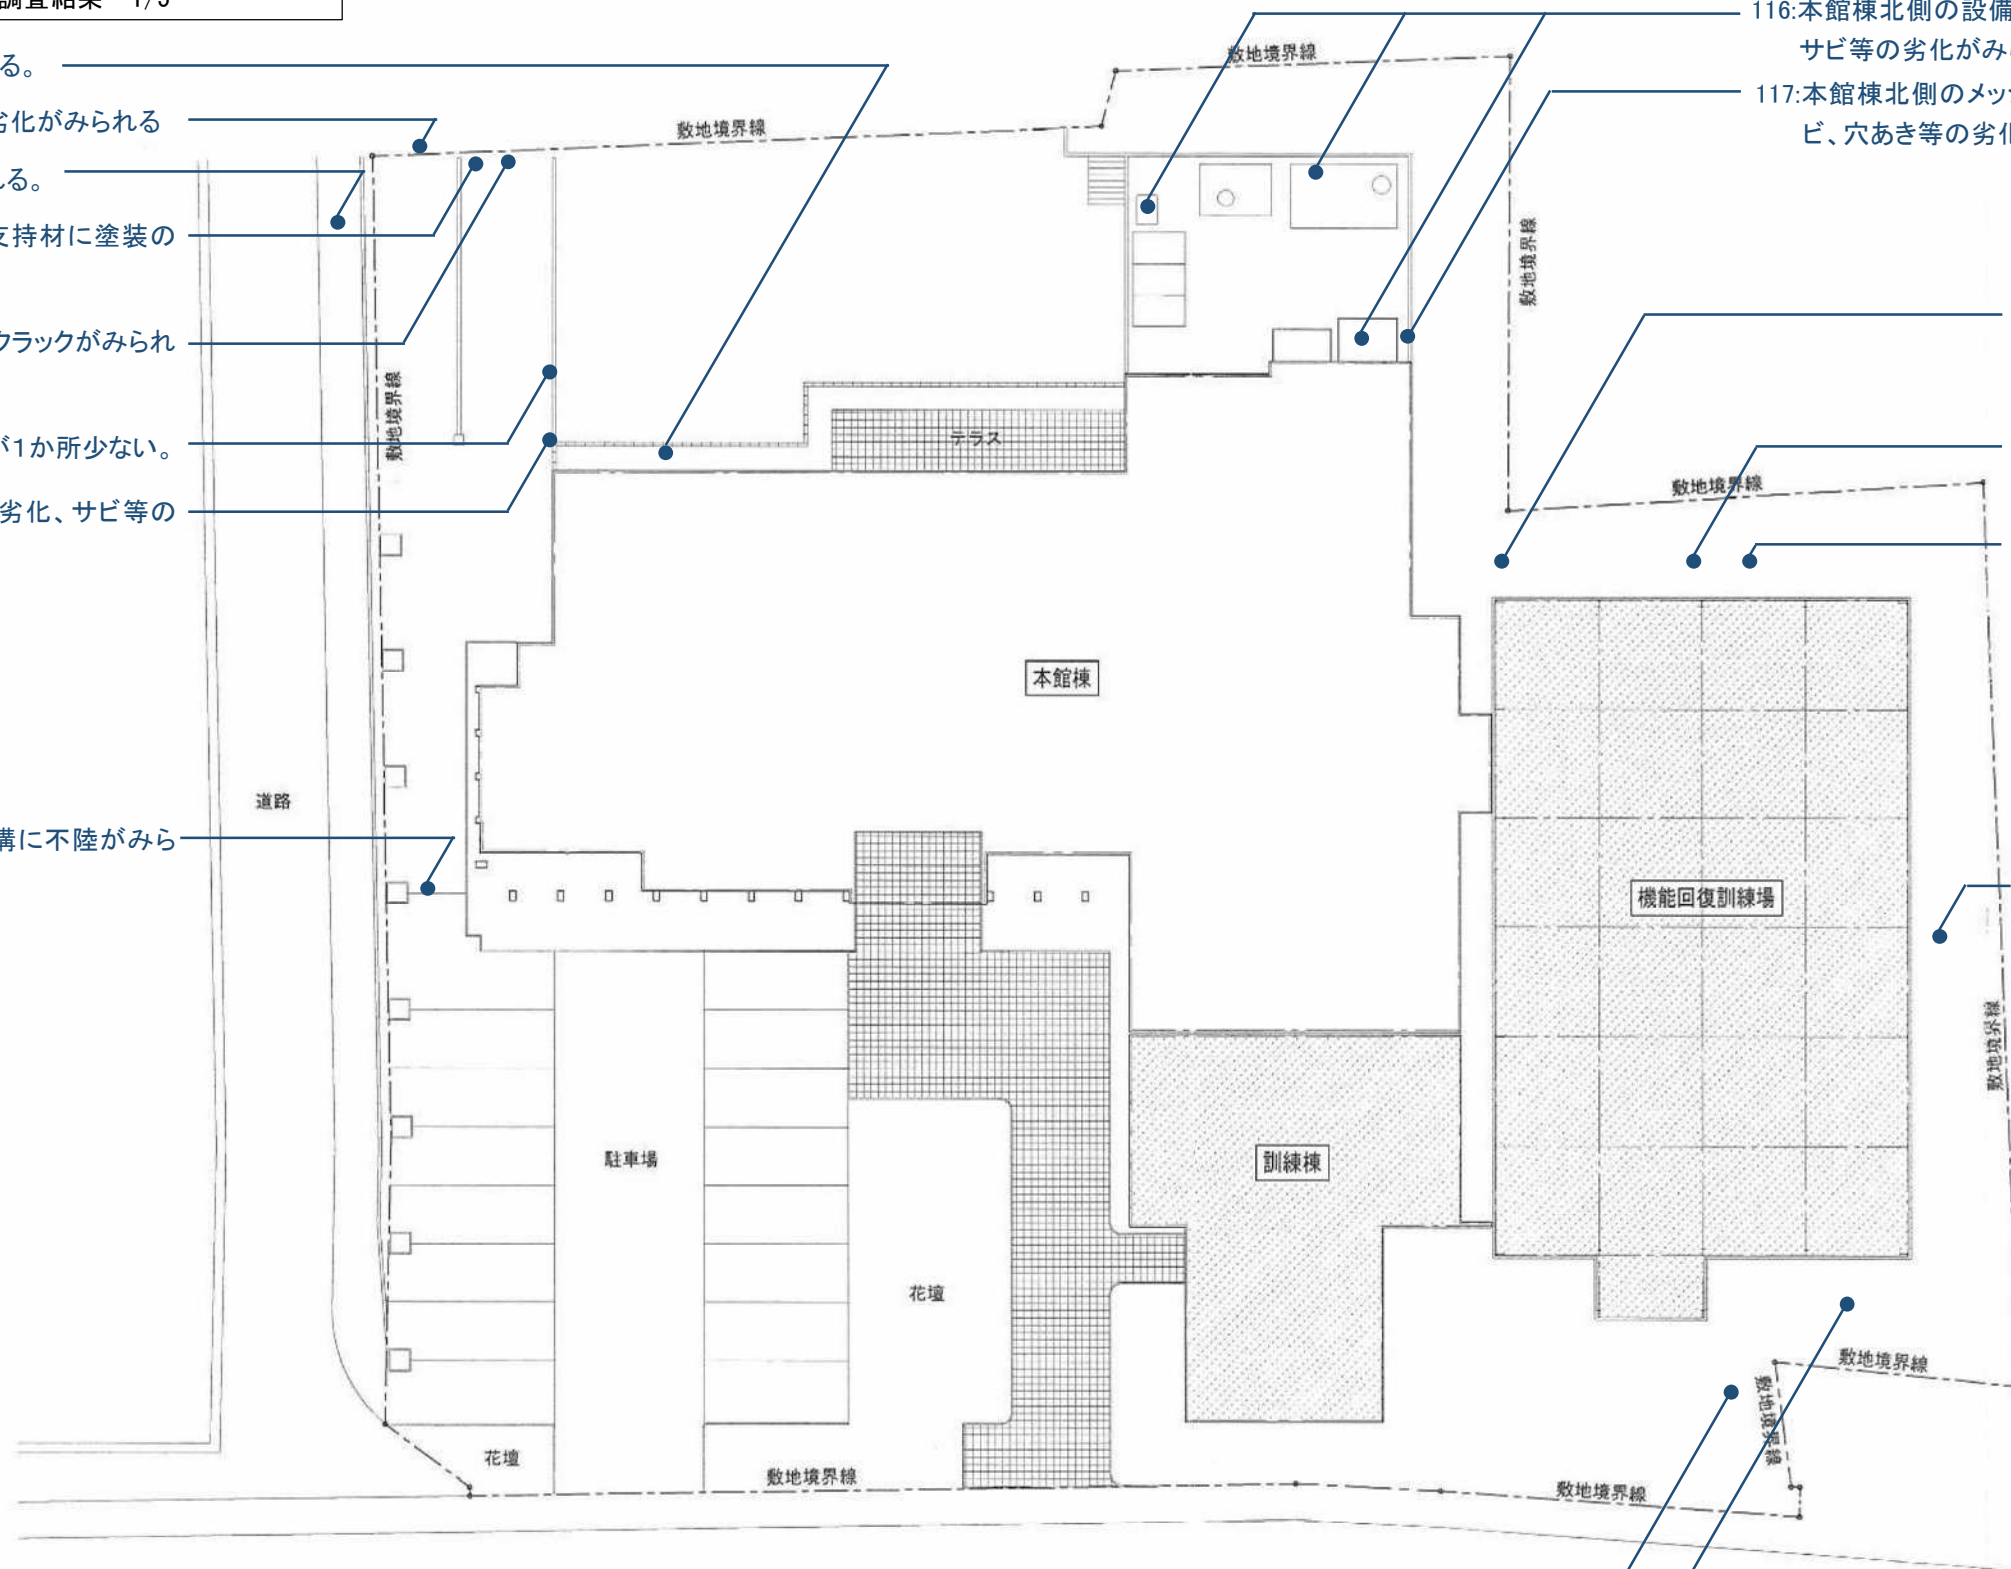 調査結果 1/5
る。
劣化がみられる
れる。
支持材に塗装の
クラックがみられ
が1か所少ない。
劣化、サビ等の
溝に不陸がみら
116:本館棟北側の設備
サビ等の劣化がみ
117:本館棟北側のメッ
ビ、穴あき等の劣化
敷地境界線
敷地境界線
敷地境界線
敷地境界線
敷地境界線
テラス
本館棟
道路
機能回復訓練場
敷地境界線
駐車場
訓練棟
花壇
敷地境界線
敷地境界線
花壇
敷地境界線
敷地境界線